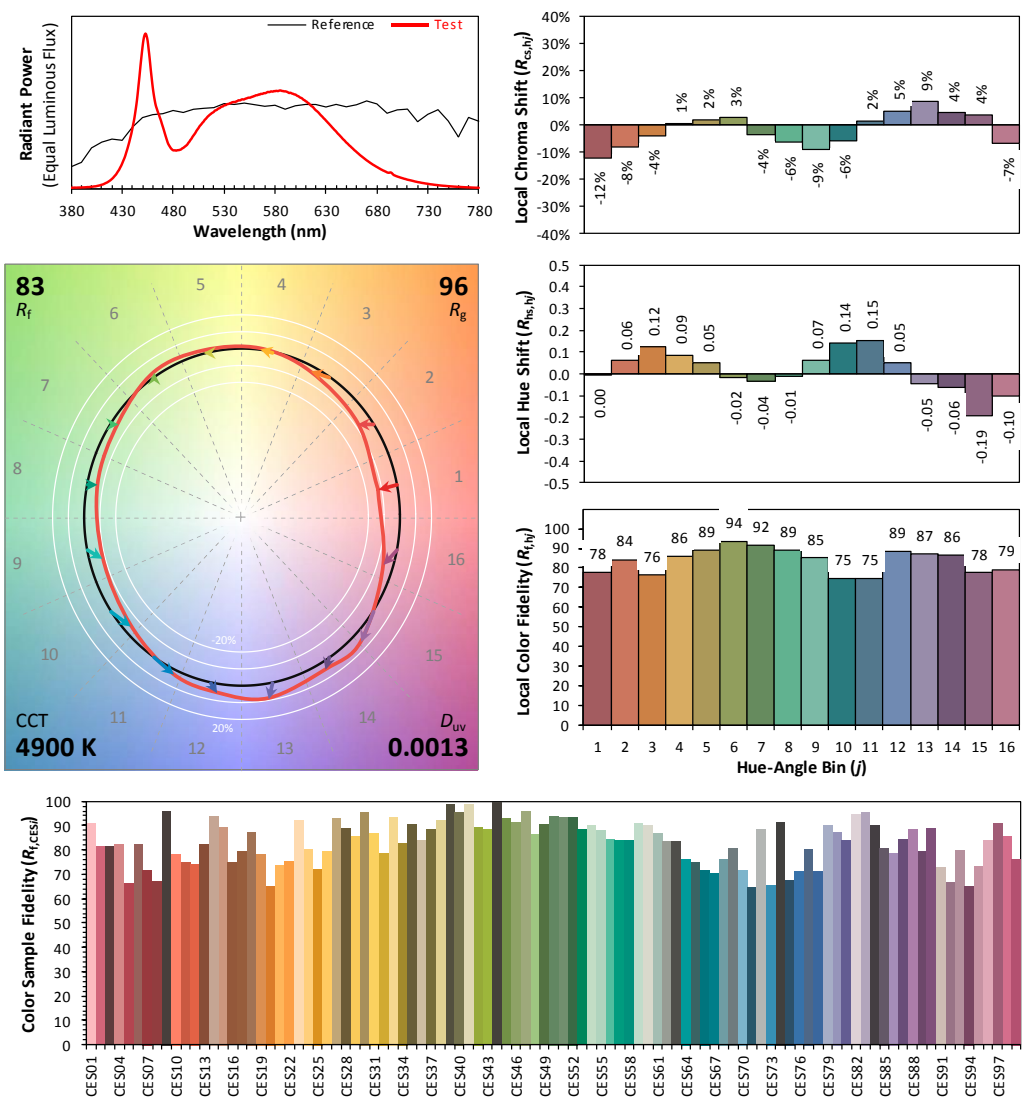 Radiant Power
(Equal Luminous Flux)
Reference
Test
380 430 480 530 580 630 680 730 780
Wavelength (nm)
Local Chroma Shift (Rcs,hj)
40%
30%
20%
10%
0%
-10%
-20%
-30%
-40%
-12% -8% -4% 1% 2% 3% -4% -6% -9% -6% 2% 5% 9% 4% 4% -7%
83
Rf
96
Rg
5 4
6 3
7 2
8 1
9 16
10 15
11 14
12 13
-20%
20%
CCT
4900 K
Duv
0.0013
Local Hue Shift (Rhs,hj)
0.5
0.4
0.3
0.2
0.1
0.0
-0.1
-0.2
-0.3
-0.4
-0.5
0.00 0.06 0.12 0.09 0.05 -0.02 -0.04 -0.01 0.07 0.14 0.15 0.05 -0.05 -0.06 -0.19 -0.10
Local Color Fidelity (Rf,hj)
100
90
80
70
60
50
40
30
20
10
0
78 84 76 86 89 94 92 89 85 75 75 89 87 86 78 79
1 2 3 4 5 6 7 8 9 10 11 12 13 14 15 16
Hue-Angle Bin (j)
Color Sample Fidelity (Rf,CESi)
100
90
80
70
60
50
40
30
20
10
0
CES01 CES04 CES07 CES10 CES13 CES16 CES19 CES22 CES25 CES28 CES31 CES34 CES37 CES40 CES43 CES46 CES49 CES52 CES55 CES58 CES61 CES64 CES67 CES70 CES73 CES76 CES79 CES82 CES85 CES88 CES91 CES94 CES97